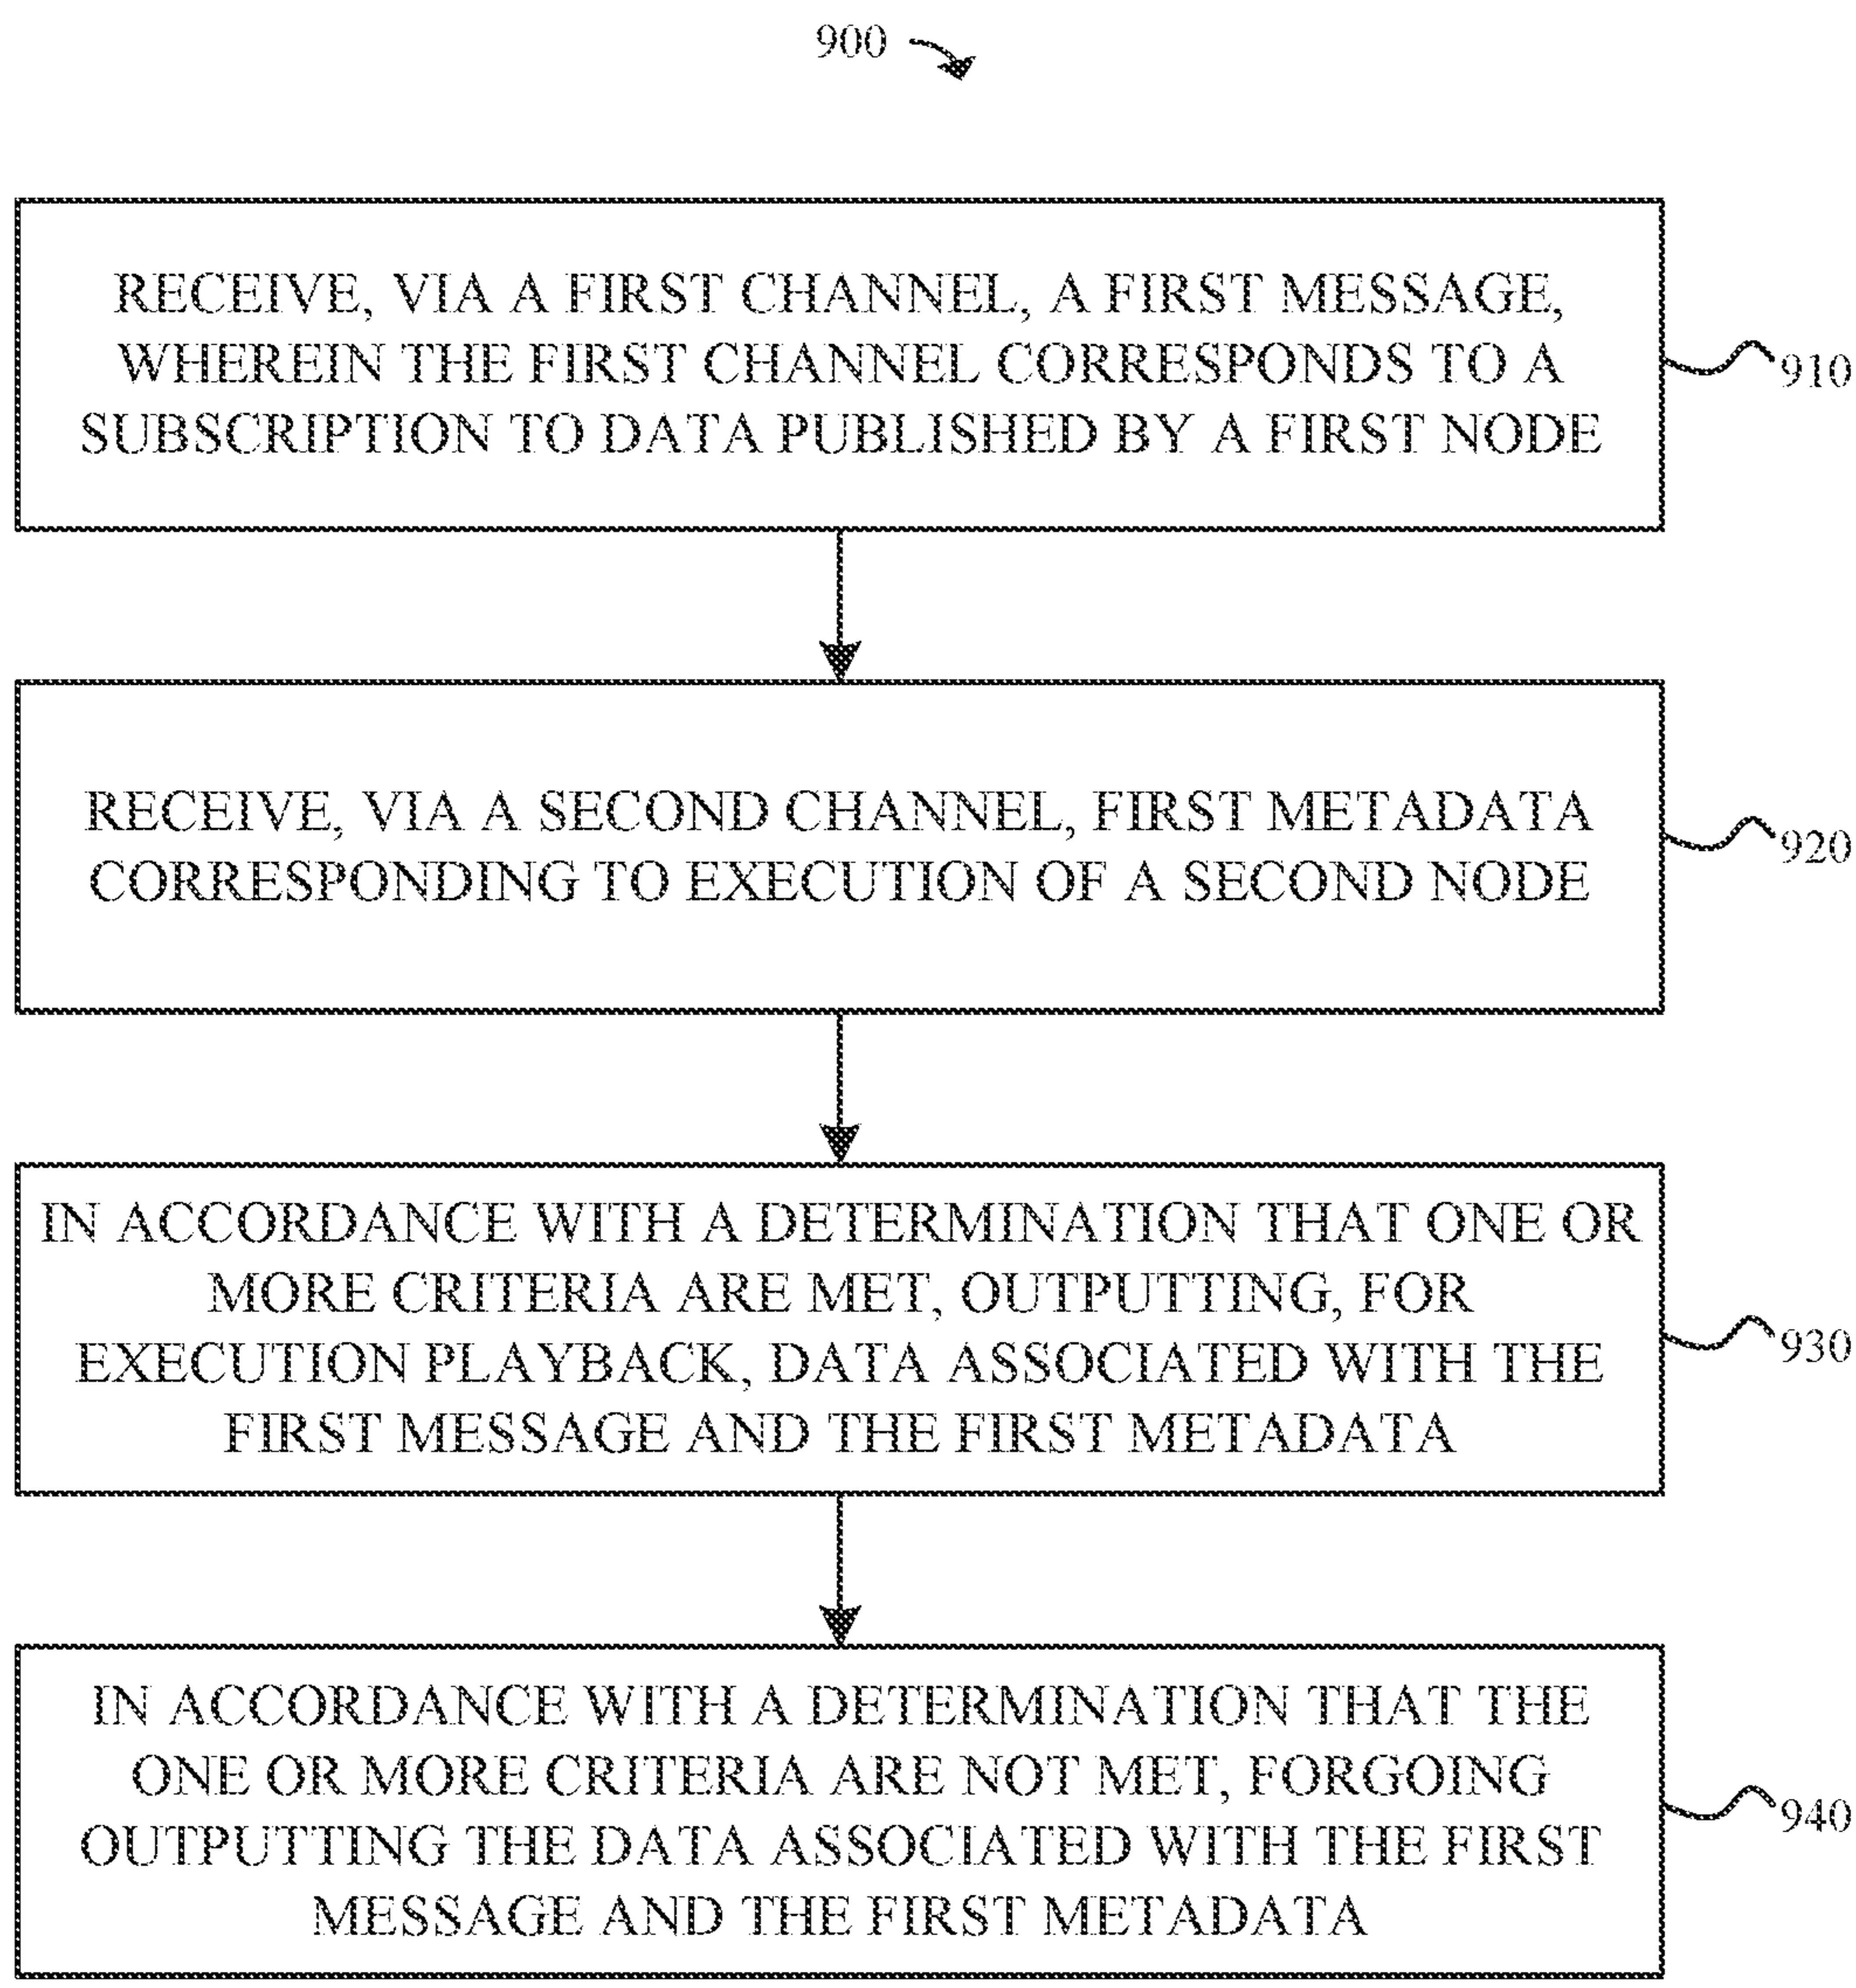 900
RECEIVE, VIA A FIRST CHANNEL, A FIRST MESSAGE,
WHEREIN THE FIRST CHANNEL CORRESPONDS TO A
SUBSCRIPTION TO DATA PUBLISHED BY A FIRST NODE
910
RECEIVE, VIA A SECOND CHANNEL, FIRST METADATA
CORRESPONDING TO EXECUTION OF A SECOND NODE
920
IN ACCORDANCE WITH A DETERMINATION THAT ONE OR
MORE CRITERIA ARE MET, OUTPUTTING, FOR
EXECUTION PLAYBACK, DATA ASSOCIATED WITH THE
FIRST MESSAGE AND THE FIRST METADATA
930
IN ACCORDANCE WITH A DETERMINATION THAT THE
ONE OR MORE CRITERIA ARE NOT MET, FORGOING
OUTPUTTING THE DATA ASSOCIATED WITH THE FIRST
MESSAGE AND THE FIRST METADATA
940